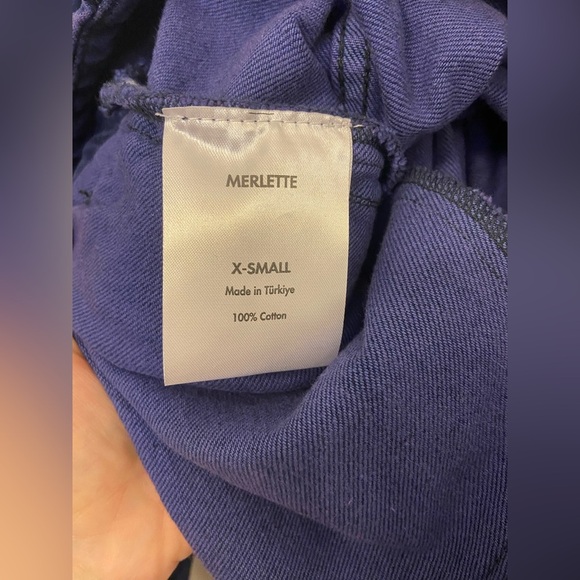 MERLETTE
X-SMALL
Made in Türkiye
100% Cotton